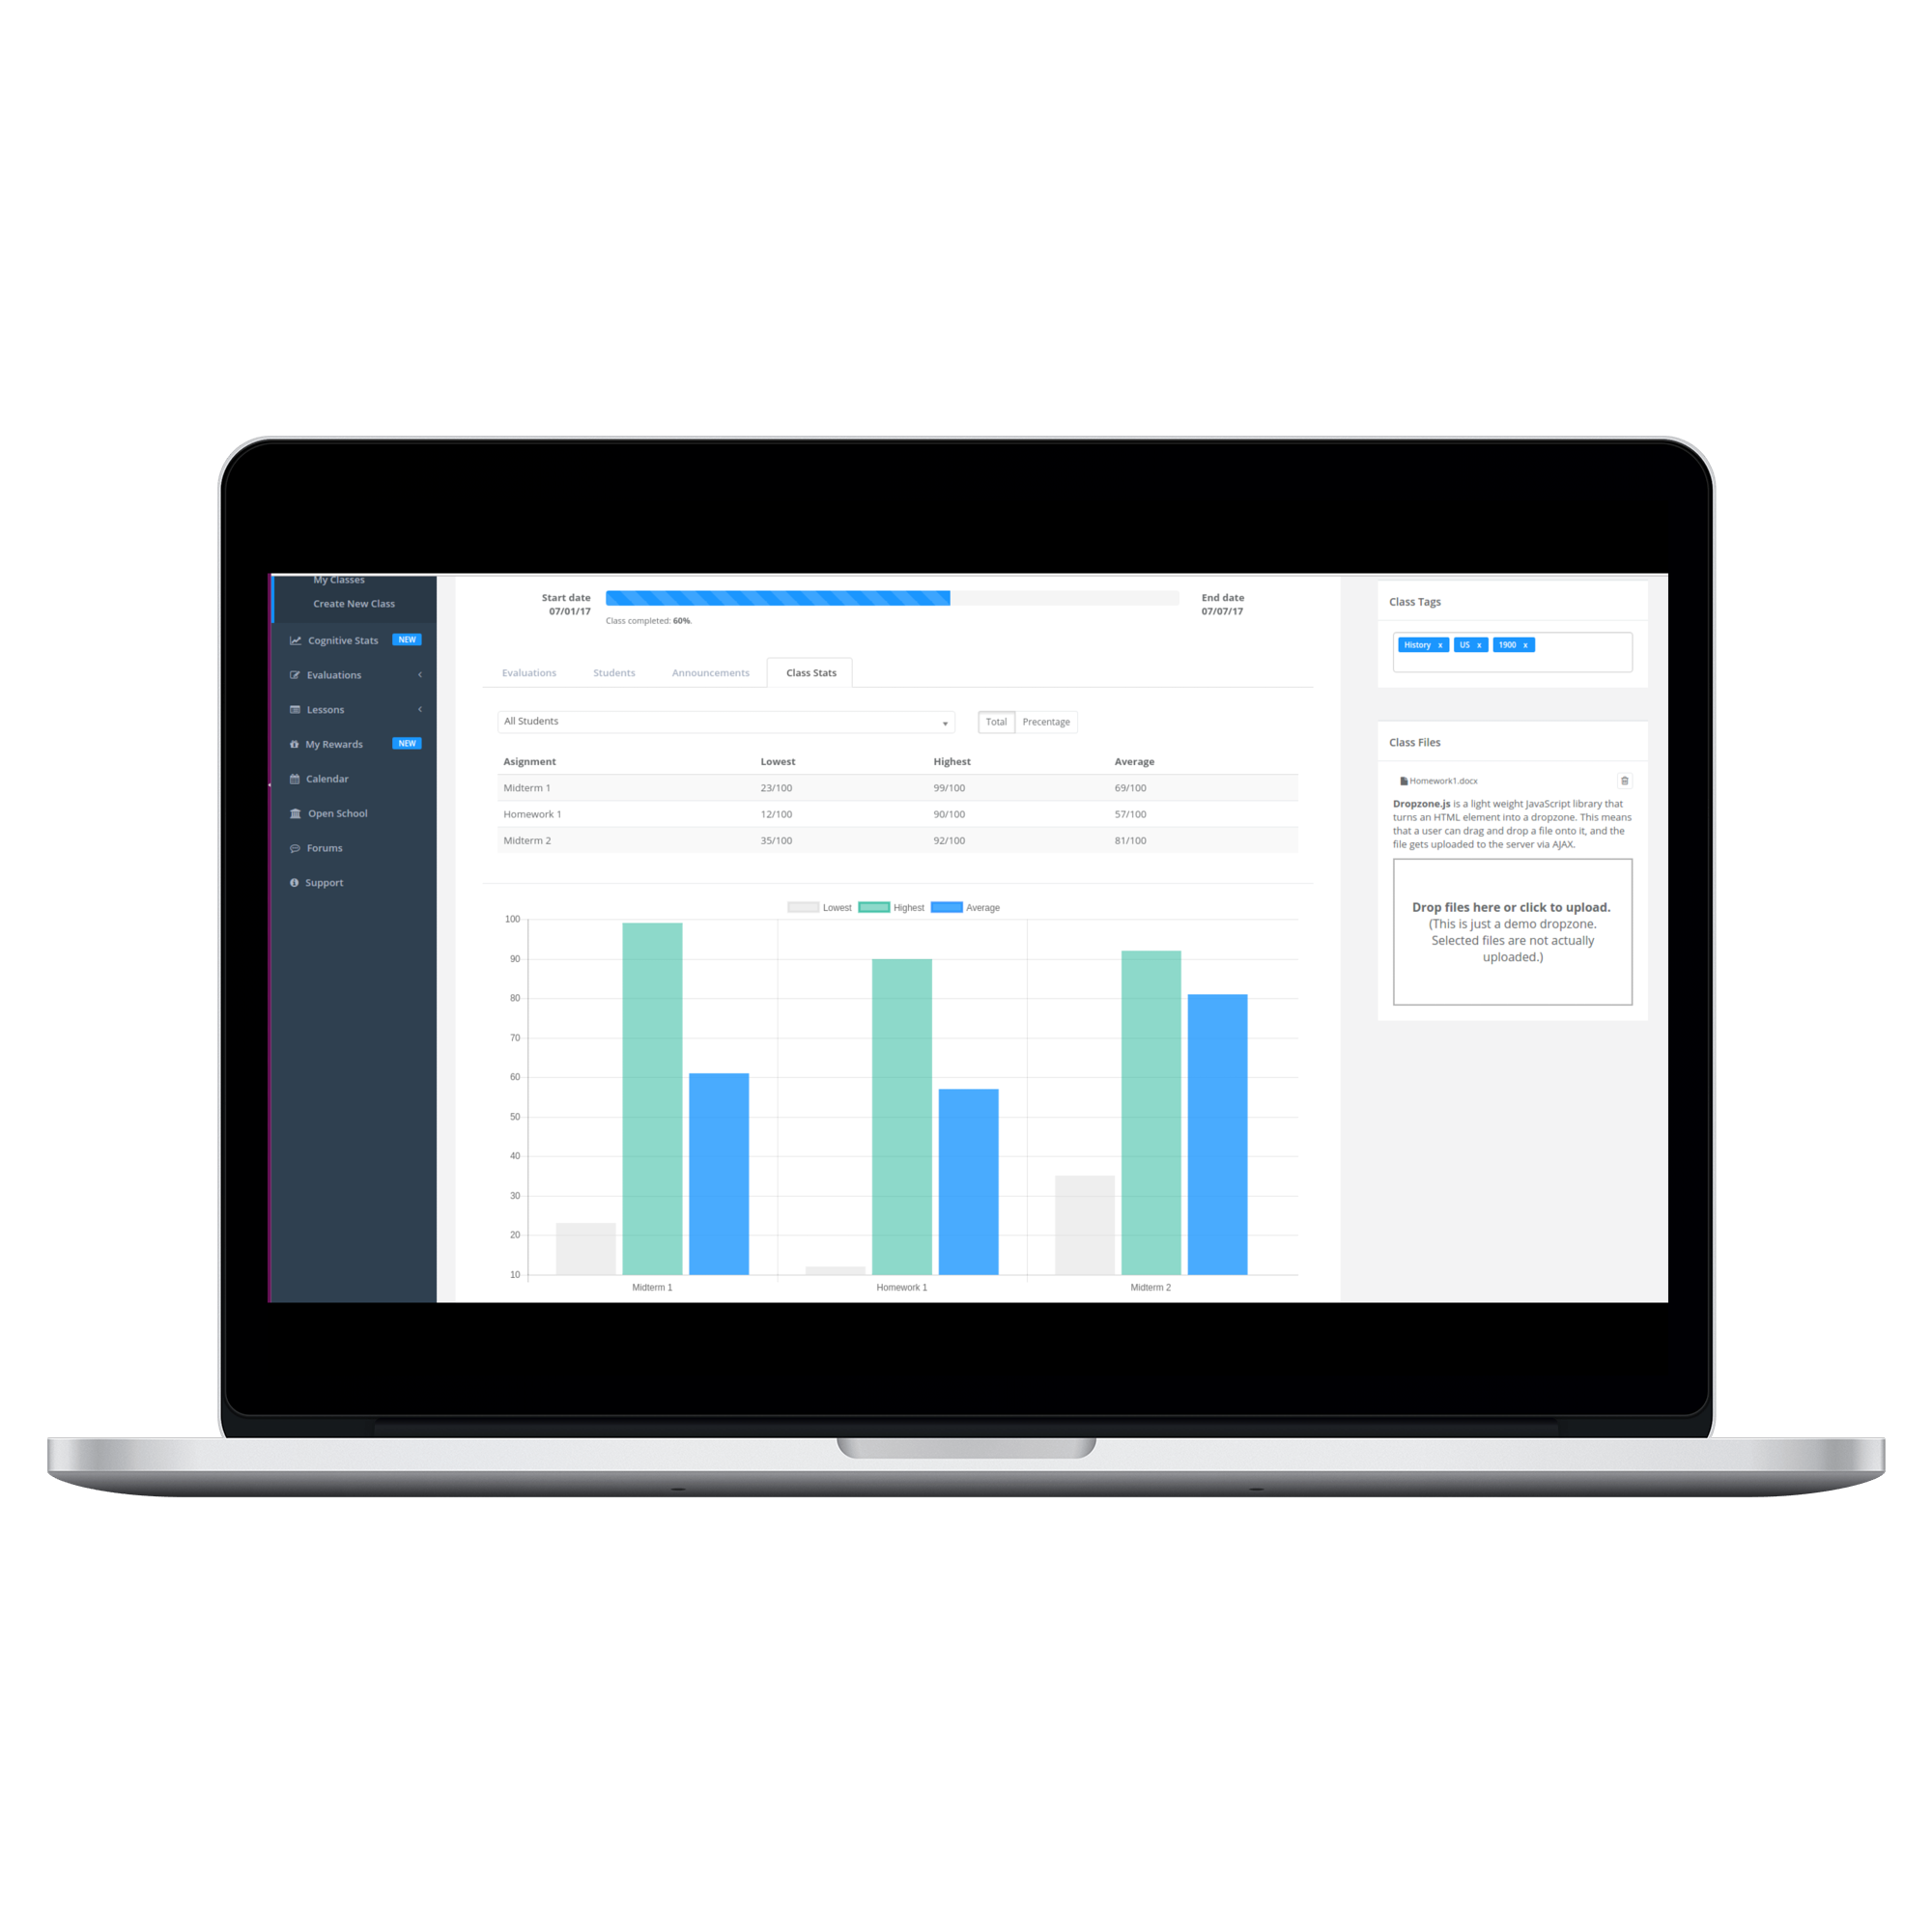 My Classes
Create New Class
Cognitive Stats NEW
Evaluations
Lessons
My Rewards NEW
Calendar
Open School
Forums
Support
Start date
07/01/17
Class completed: 60%.
End date
07/07/17
Evaluations Students Announcements Class Stats
All Students
Total Precentage
Asignment Lowest Highest Average
Midterm 1 23/100 99/100 69/100
Homework 1 12/100 90/100 57/100
Midterm 2 35/100 92/100 81/100
Lowest Highest Average
100
90
80
70
60
50
40
30
20
10
Midterm 1 Homework 1 Midterm 2
Class Tags
History x US x 1900 x
Class Files
Homework1.docx
Dropzone.js is a light weight JavaScript library that
turns an HTML element into a dropzone. This means
that a user can drag and drop a file onto it, and the
file gets uploaded to the server via AJAX.
Drop files here or click to upload.
(This is just a demo dropzone.
Selected files are not actually
uploaded.)